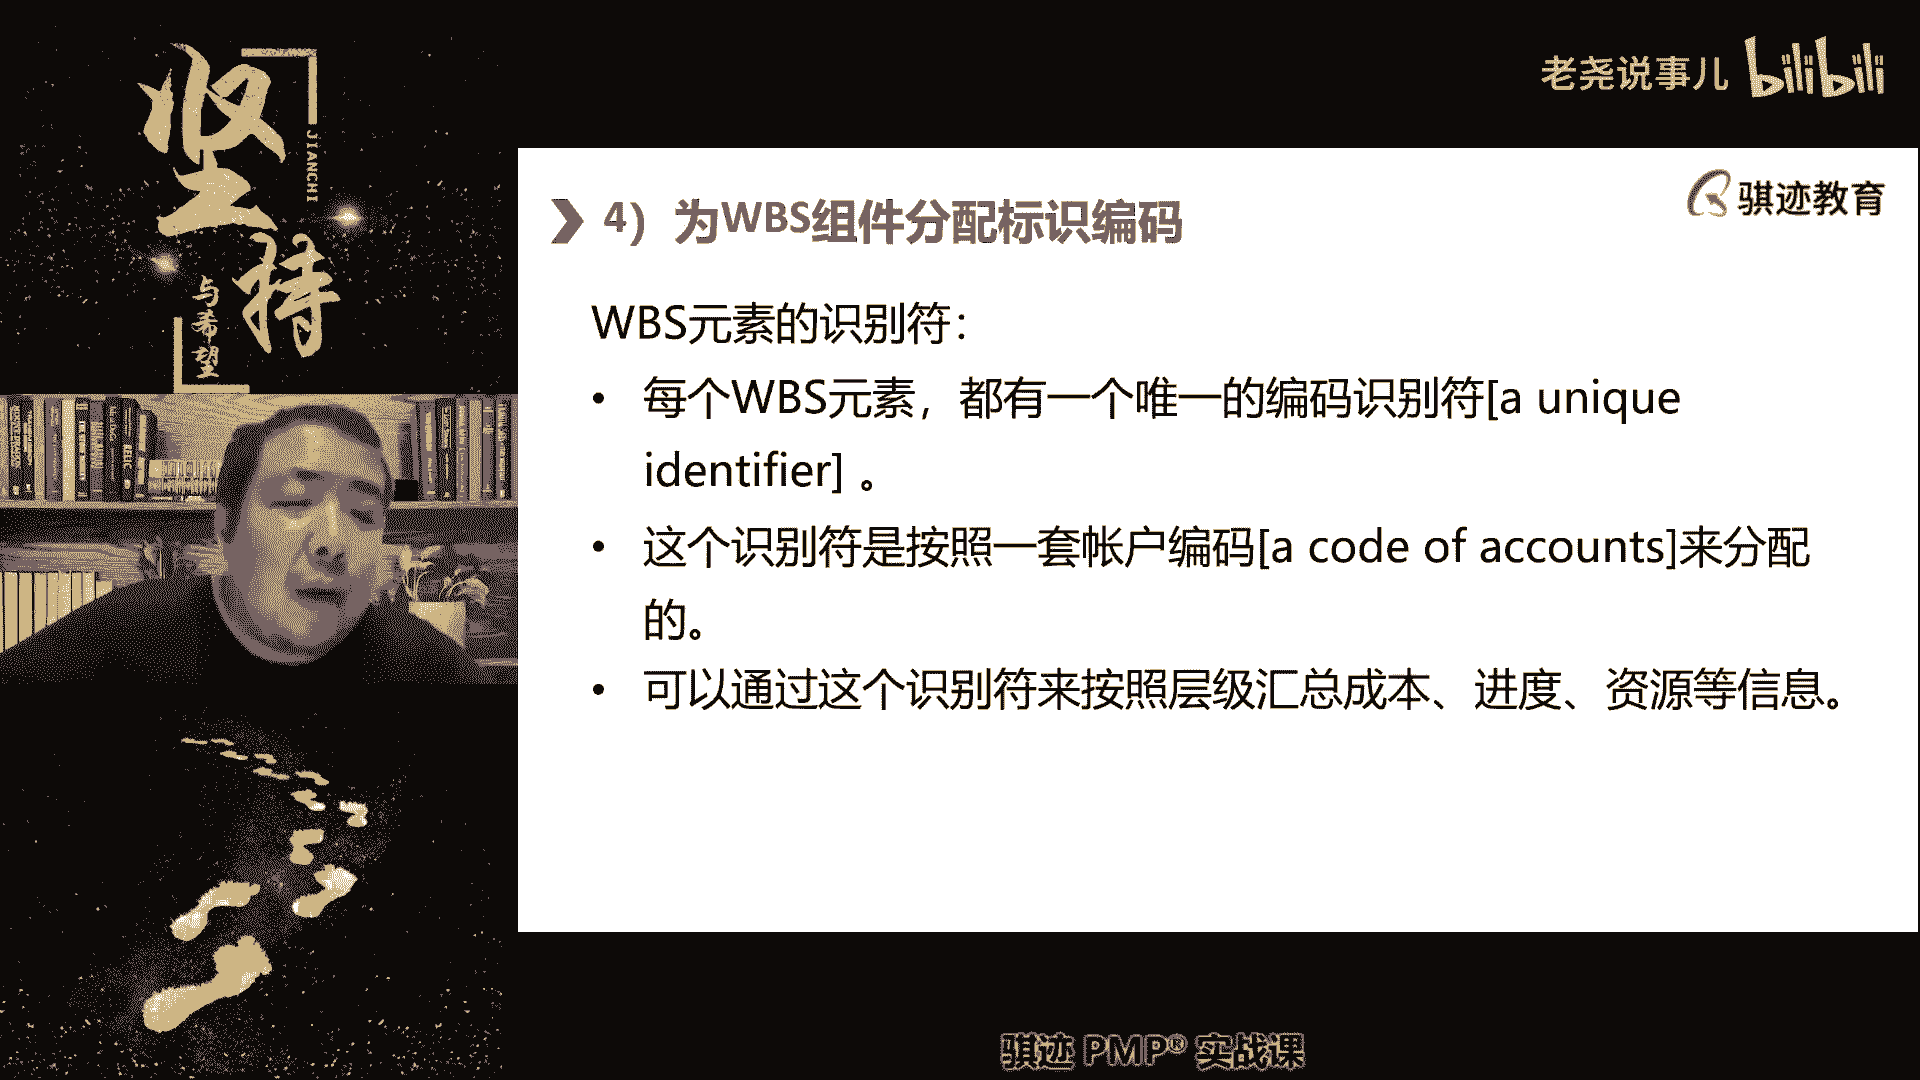 坚持
JIANCHI
与希望
老尧说事儿 bilibili
骐迹教育
4）为WBS组件分配标识编码
WBS元素的识别符：
• 每个WBS元素，都有一个唯一的编码识别符[a unique
identifier] 。
• 这个识别符是按照一套帐户编码[a code of accounts]来分配
的。
• 可以通过这个识别符来按照层级汇总成本、进度、资源等信息。
骐迹 PMP® 实战课